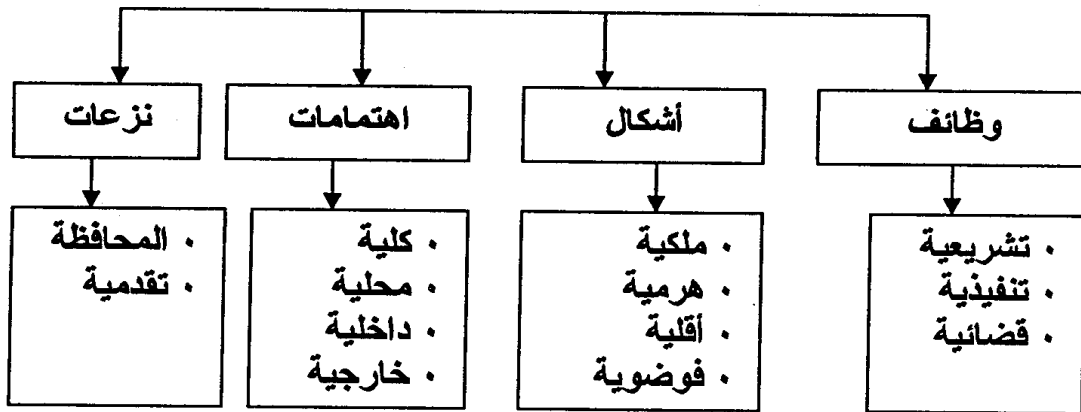 وظائف
أشكال
اهتمامات
نزعات
· تشريعية
· تنفيذية
· قضائية
· ملكية
· هرمية
· أقلية
· فوضوية
· كلية
· محلية
· داخلية
· خارجية
· المحافظة
· تقدمية